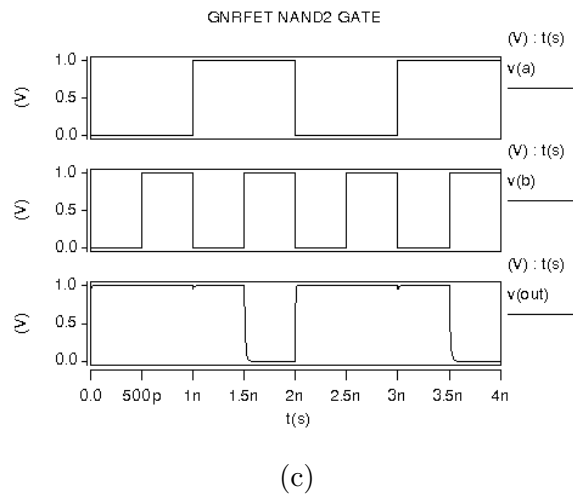 GNRFET NAND2 GATE
(V) : t(s)
v(a)
(V)
1.0
0.5
0.0
(V) : t(s)
v(b)
(V)
1.0
0.5
0.0
(V) : t(s)
v(out)
(V)
1.0
0.5
0.0
0.0 500p 1n 1.5n 2n 2.5n 3n 3.5n 4n
t(s)
(c)